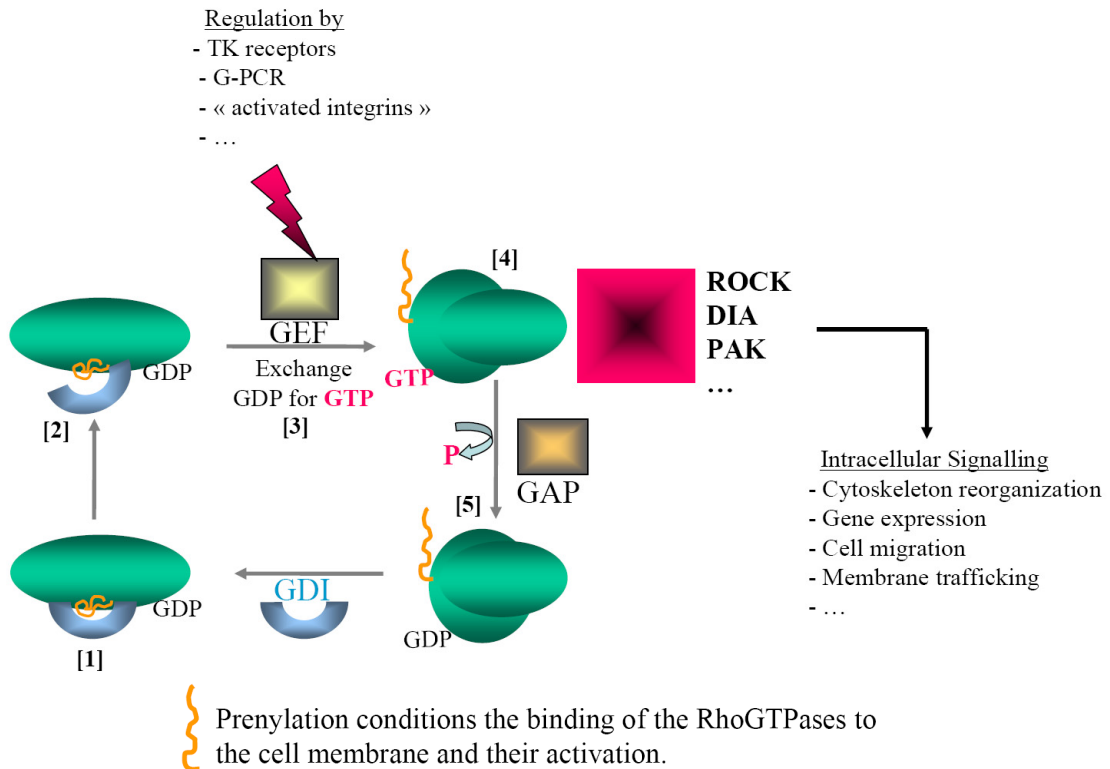 Regulation by
- TK receptors
- G-PCR
- « activated integrins »
- …
[4]
ROCK
DIA
PAK
…
GEF
Exchange
GDP for GTP
[3]
GDP
[2]
GTP
P
GAP
[5]
Intracellular Signalling
- Cytoskeleton reorganization
- Gene expression
- Cell migration
- Membrane trafficking
- …
GDI
GDP
[1]
GDP
Prenylation conditions the binding of the RhoGTPases to
the cell membrane and their activation.